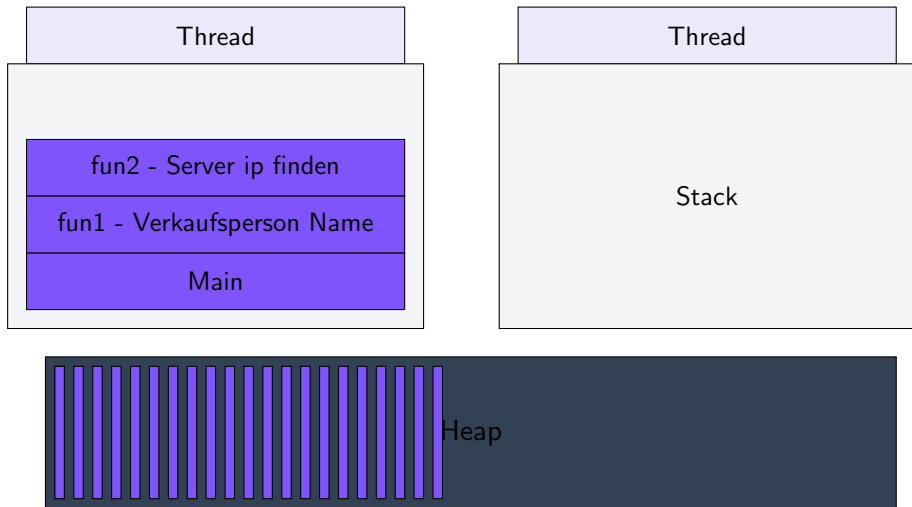 Thread
Thread
fun2 - Server ip finden
fun1 - Verkaufsperson Name
Main
Stack
Heap